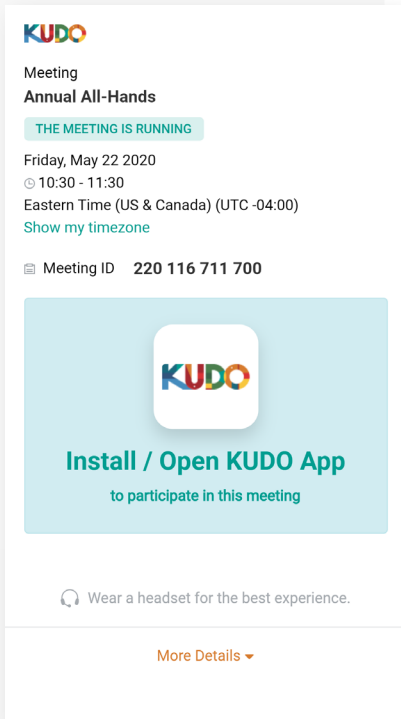 KUDO
Meeting
Annual All-Hands
THE MEETING IS RUNNING
Friday, May 22 2020
10:30 - 11:30
Eastern Time (US & Canada) (UTC -04:00)
Show my timezone
Meeting ID 220 116 711 700
KUDO
Install / Open KUDO App
to participate in this meeting
Wear a headset for the best experience.
More Details